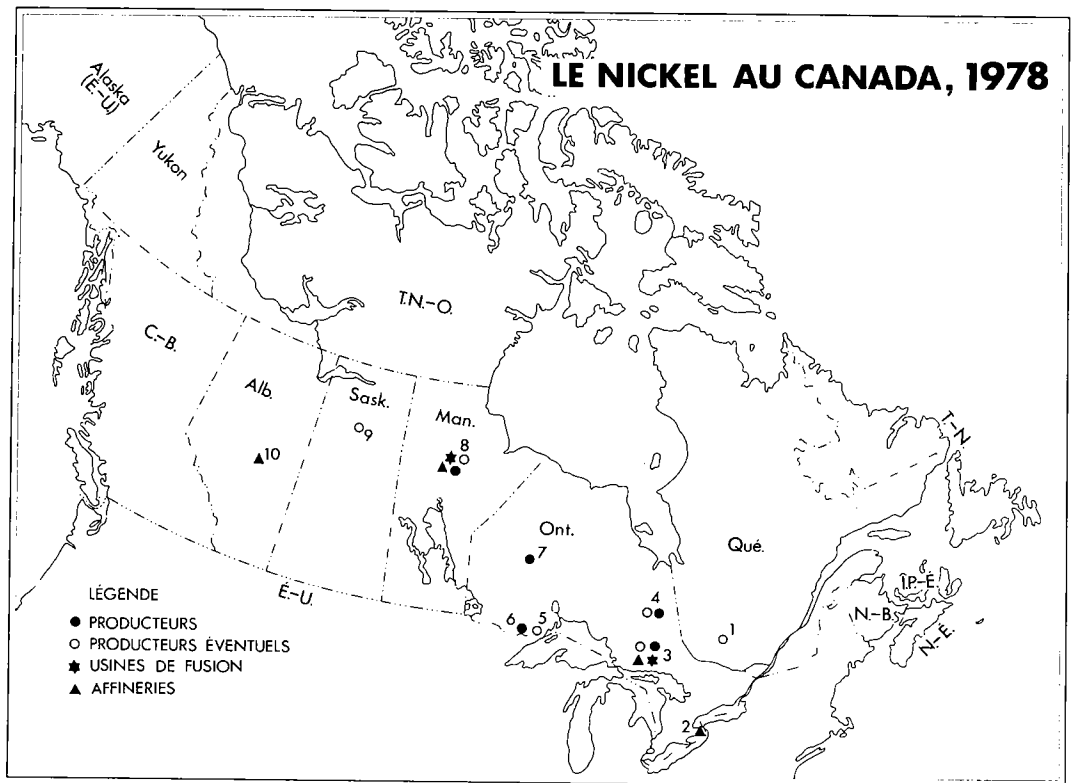 LE NICKEL AU CANADA, 1978
Alaska
(É.-U.)
Yukon
T.N.-O.
C.-B.
Alb.
Sask.
Man.
9
8
10
T.-N.
Ont.
Qué.
7
Î.P.-É.
É.-U.
LÉGENDE
PRODUCTEURS
PRODUCTEURS ÉVENTUELS
USINES DE FUSION
AFFINERIES
4
6
5
1
N.-B.
N.-É.
3
2